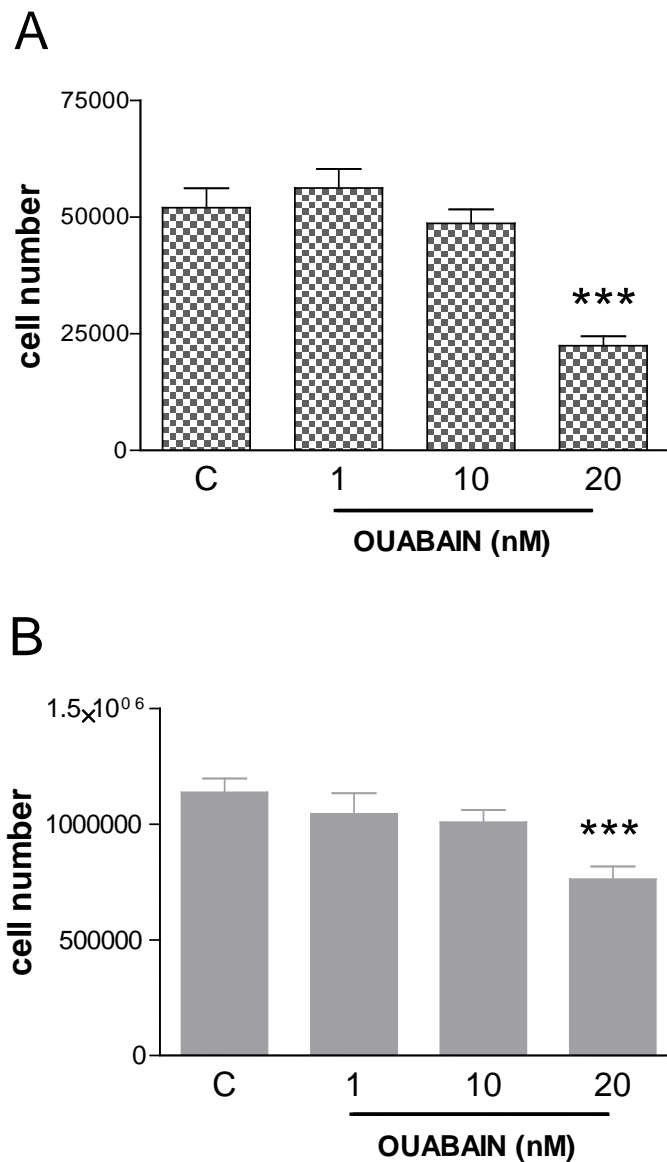 A
75000
50000
25000
0
cell number
***
C 1 10 20
OUABAIN (nM)
B
1.5×10⁰⁶
1000000
500000
0
cell number
***
C 1 10 20
OUABAIN (nM)